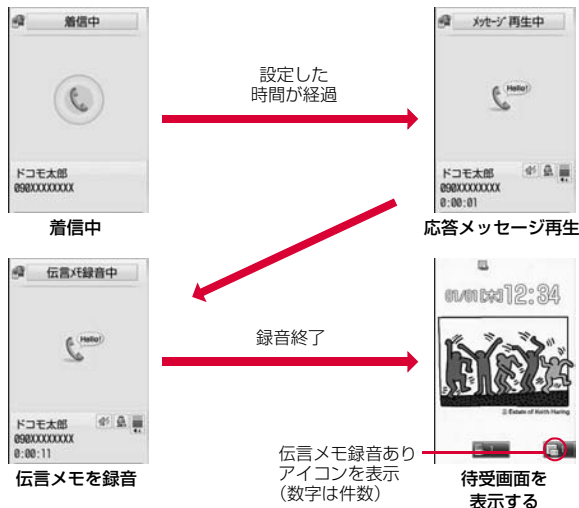 着信中
ドコモ太郎
090XXXXXXXX
着信中
設定した
時間が経過
メッセージ再生中
Hello!
ドコモ太郎
090XXXXXXXX
0:00:01
応答メッセージ再生
伝言メモ録音中
Hello!
ドコモ太郎
090XXXXXXXX
0:00:11
伝言メモを録音
録音終了
01/01[木]12:34
© Estate of Keith Haring
伝言メモ録音あり
アイコンを表示
（数字は件数）
待受画面を
表示する